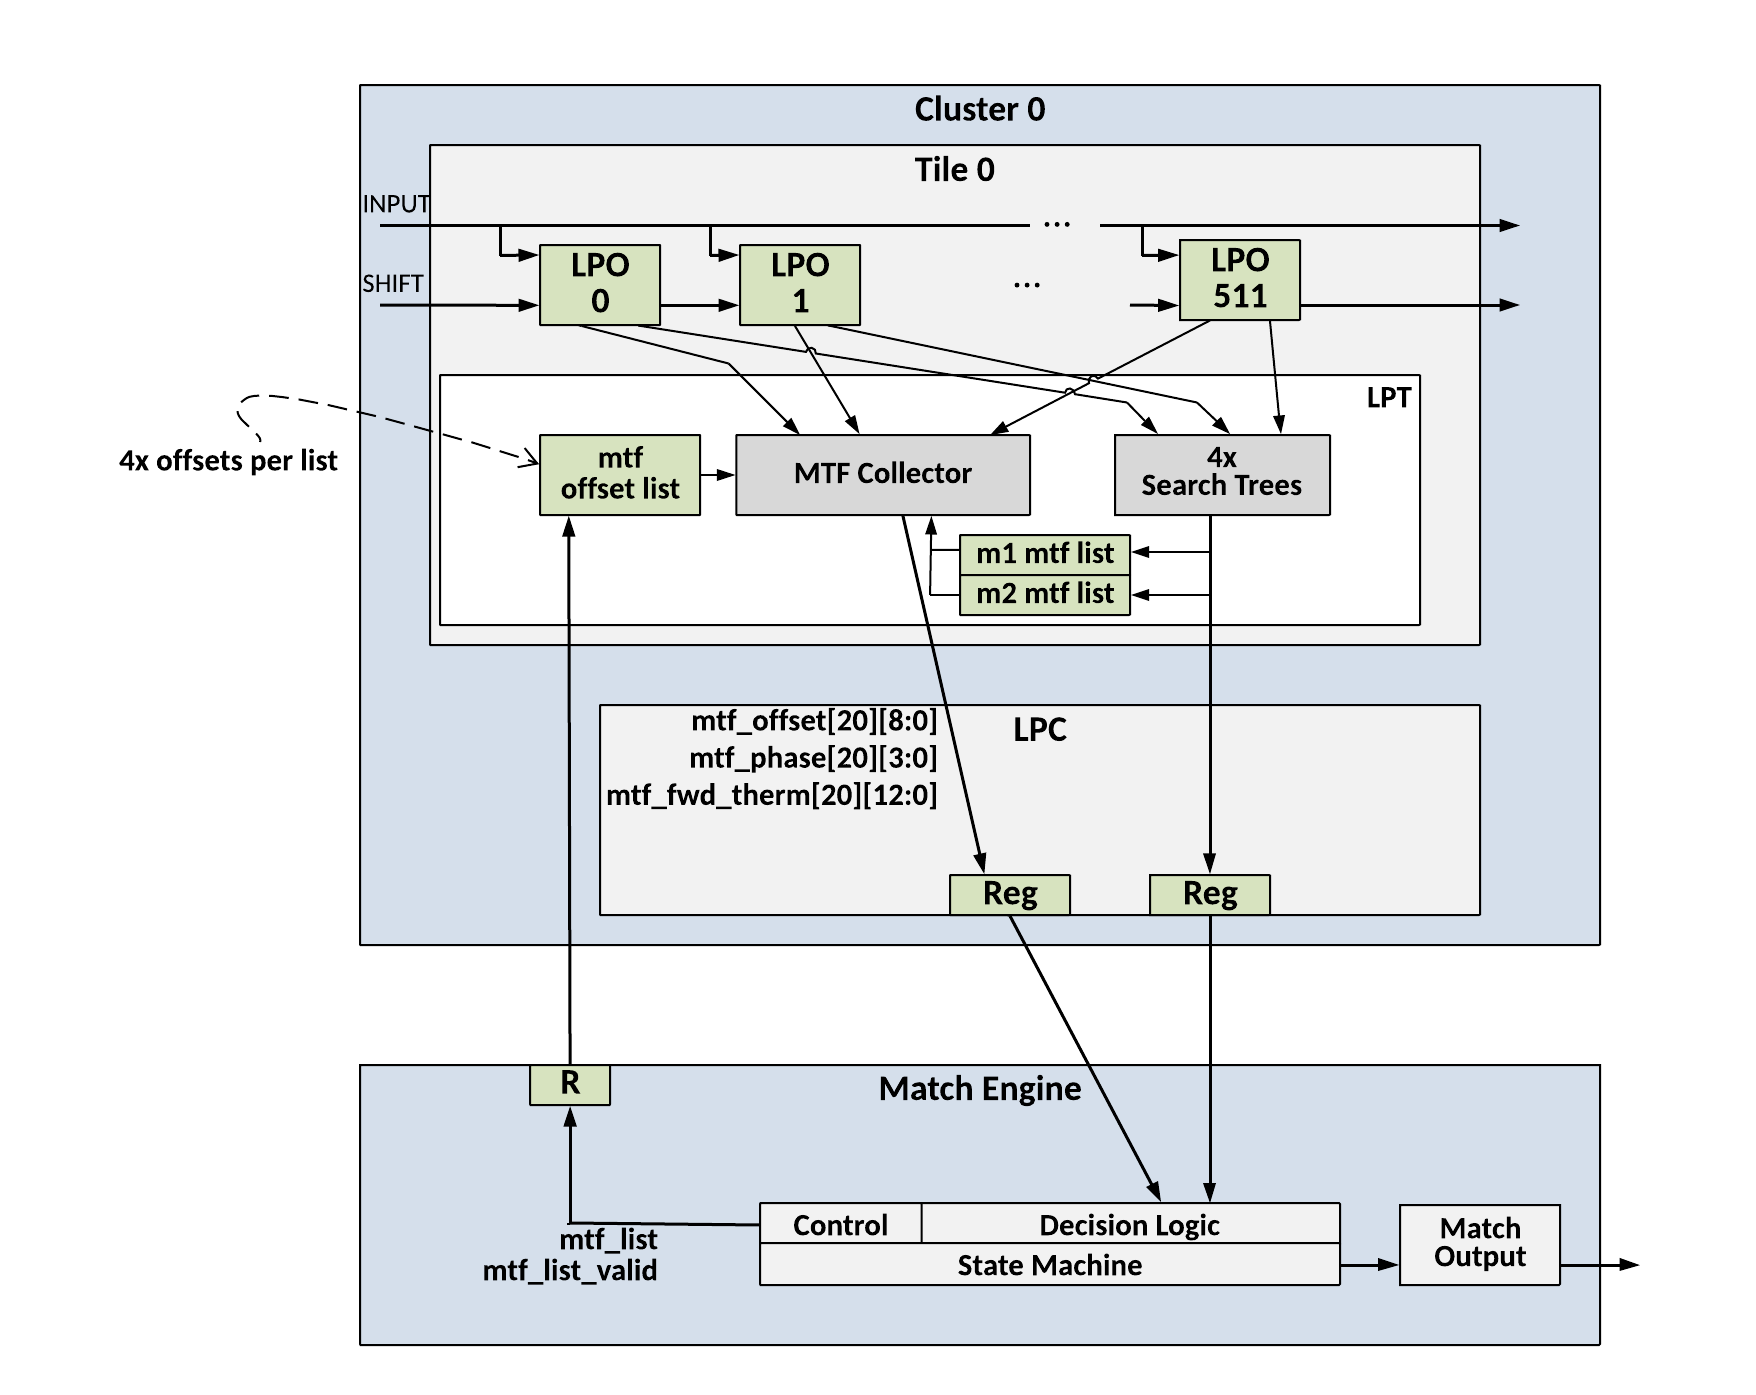 Cluster 0
Tile 0
INPUT
...
LPO
0
LPO
1
LPO
511
SHIFT
...
LPT
4x offsets per list
mtf
offset list
MTF Collector
4x
Search Trees
m1 mtf list
m2 mtf list
mtf_offset[20][8:0]
LPC
mtf_phase[20][3:0]
mtf_fwd_therm[20][12:0]
Reg
Reg
R
Match Engine
Control
Decision Logic
State Machine
mtf_list
mtf_list_valid
Match
Output